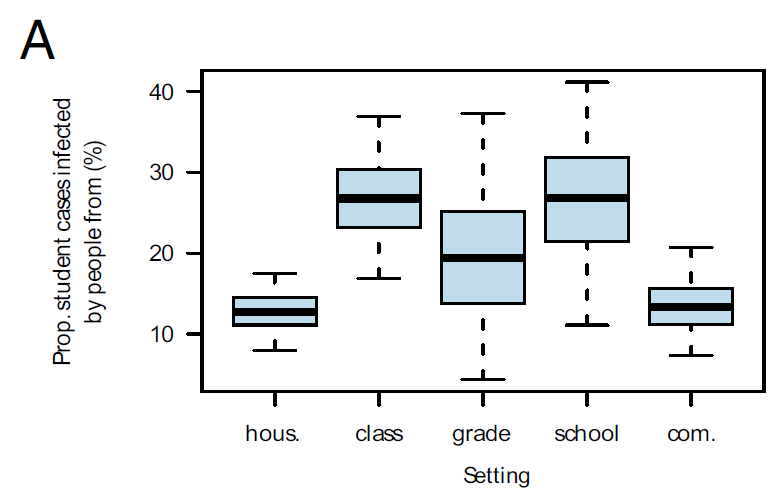 A
Prop. student cases infected
by people from (%)
40
30
20
10
hous. class grade school com.
Setting